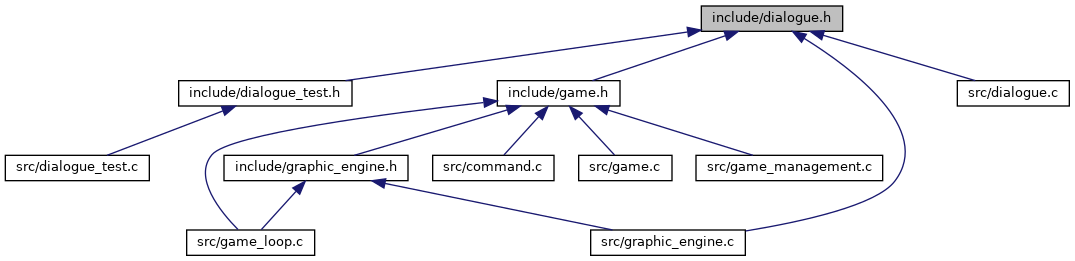 include/dialogue.h
include/dialogue_test.h
include/game.h
src/dialogue.c
src/dialogue_test.c
include/graphic_engine.h
src/command.c
src/game.c
src/game_management.c
src/game_loop.c
src/graphic_engine.c